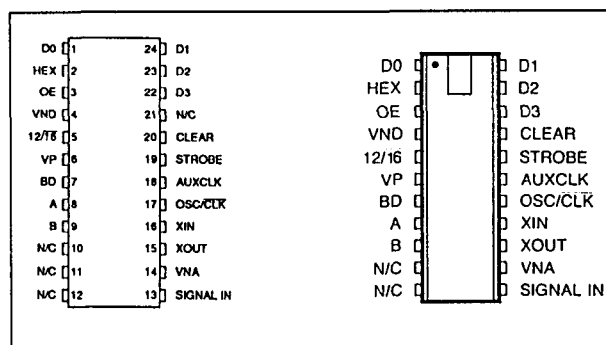 D0 1 24 D1
HEX 2 23 D2
OE 3 22 D3
VND 4 21 N/C
12/16 5 20 CLEAR
VP 6 19 STROBE
BD 7 18 AUXCLK
A 8 17 OSC/CLK
B 9 16 XIN
N/C 10 15 XOUT
N/C 11 14 VNA
N/C 12 13 SIGNAL IN
D0 D1
HEX D2
OE D3
VND CLEAR
12/16 STROBE
VP AUXCLK
BD OSC/CLK
A XIN
B XOUT
N/C VNA
N/C SIGNAL IN